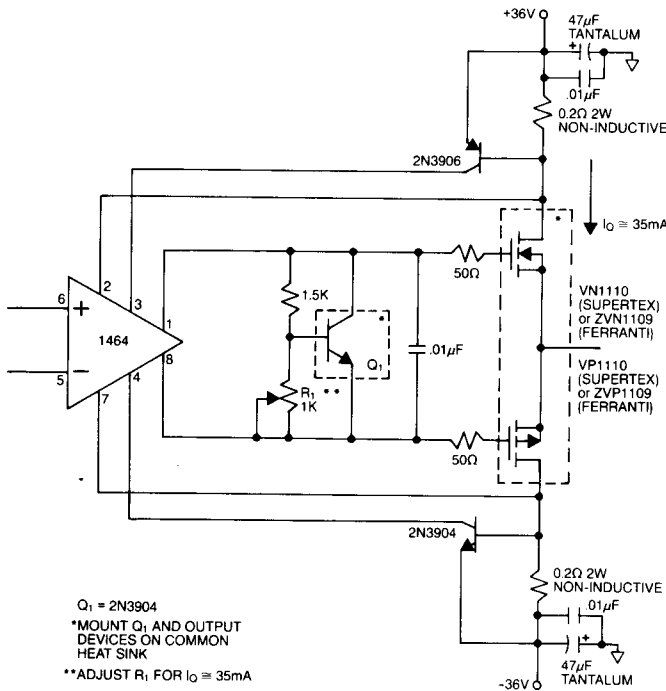 +36V
47µF
TANTALUM
+
.01µF
0.2Ω 2W
NON-INDUCTIVE
2N3906
*
I_Q ≅ 35mA
2
3
6
+
1464
1
8
5
−
4
7
1.5K
*
Q₁
**
R₁
1K
.01µF
50Ω
50Ω
VN1110
(SUPERTEX)
or ZVN1109
(FERRANTI)
VP1110
(SUPERTEX)
or ZVP1109
(FERRANTI)
2N3904
0.2Ω 2W
NON-INDUCTIVE
.01µF
+
47µF
TANTALUM
-36V
Q₁ = 2N3904
*MOUNT Q₁ AND OUTPUT
DEVICES ON COMMON
HEAT SINK
**ADJUST R₁ FOR I_Q ≅ 35mA